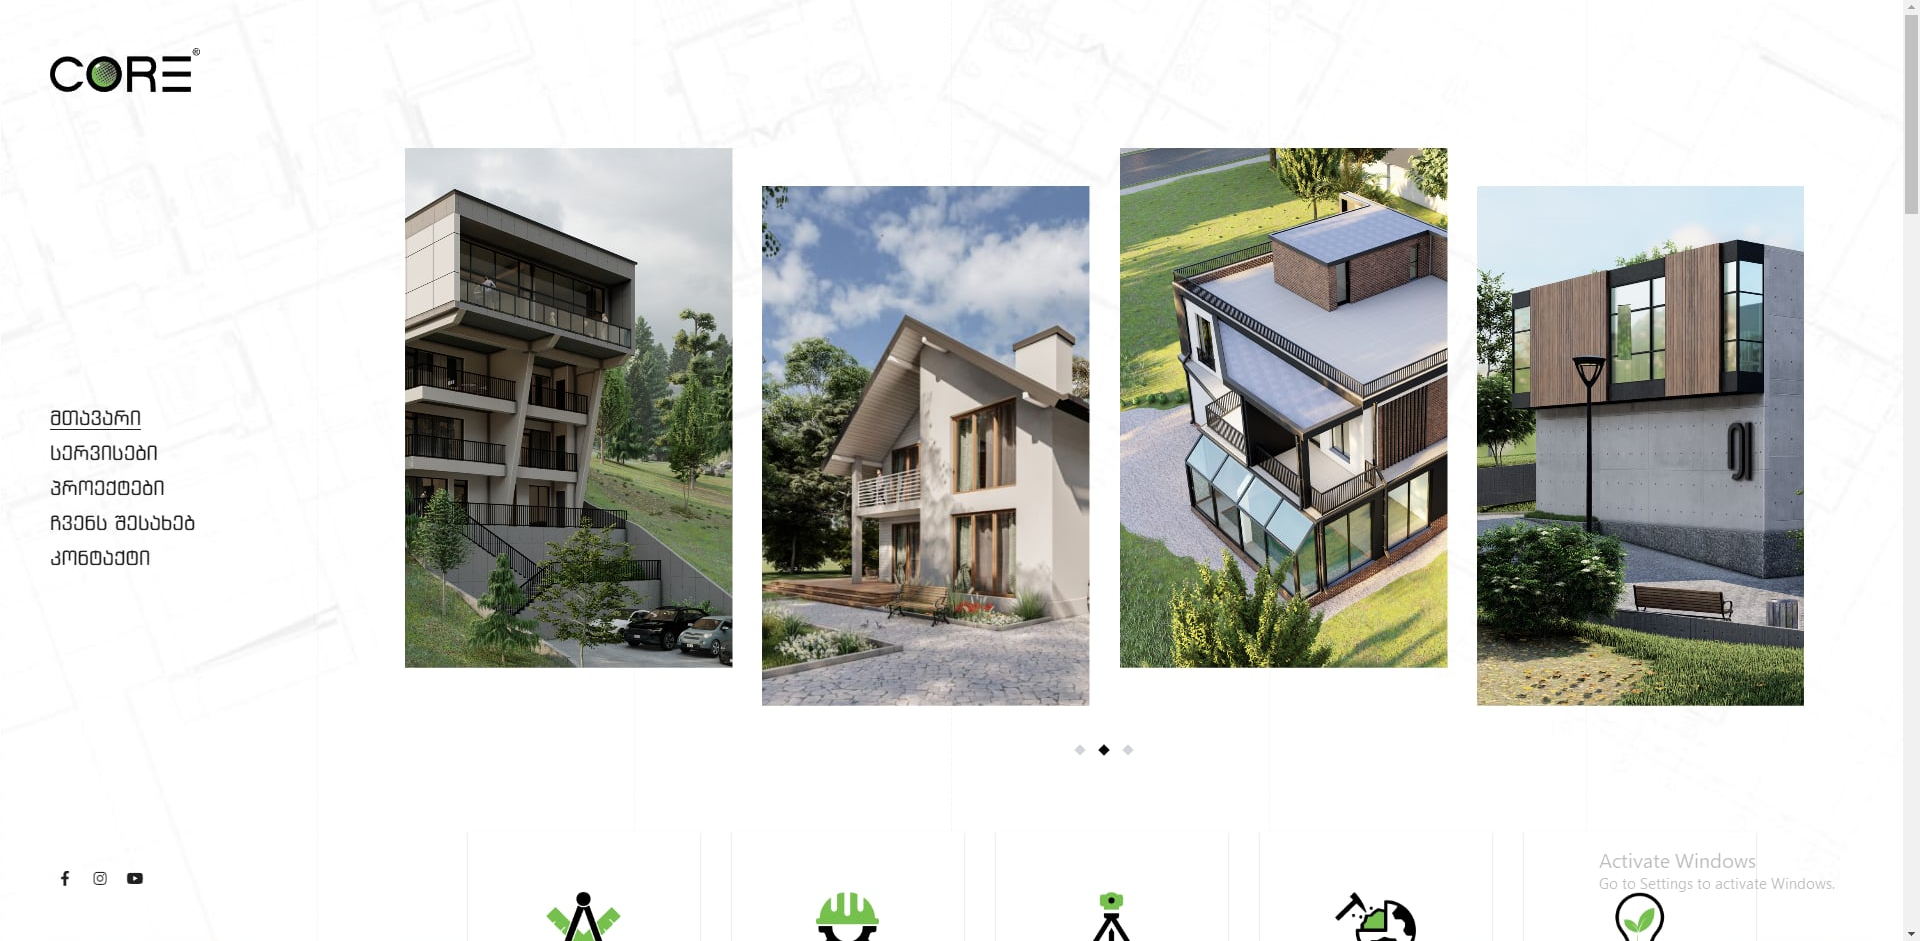 CORE®
მთავარი
სერვისები
პროექტები
ჩვენს შესახებ
კონტაქტი
Activate Windows
Go to Settings to activate Windows.